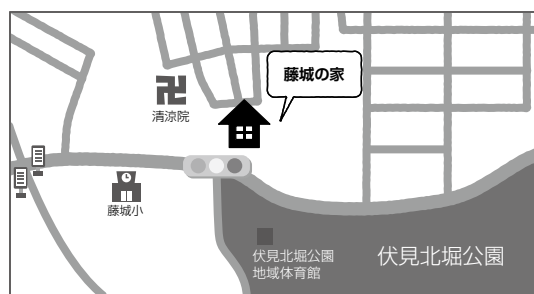 藤城の家
清涼院
藤城小
伏見北堀公園
地域体育館
伏見北堀公園